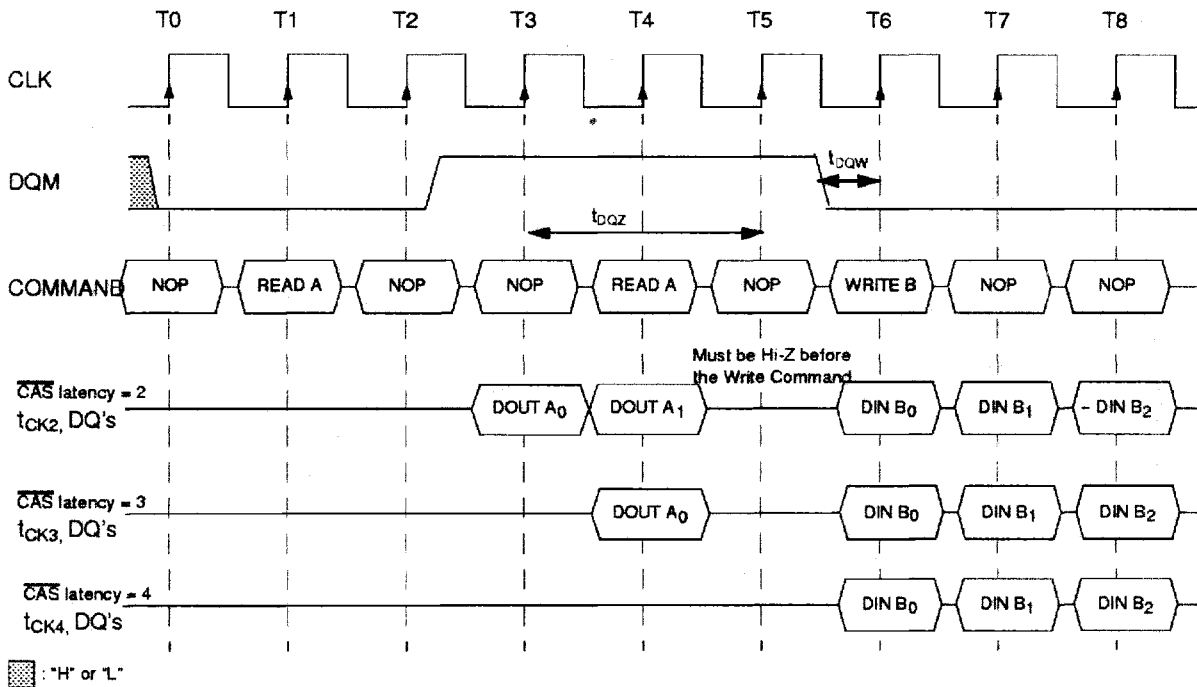 T0 T1 T2 T3 T4 T5 T6 T7 T8
CLK
DQM
tDQW
tDQZ
COMMAND NOP READ A NOP NOP READ A NOP WRITE B NOP NOP
Must be Hi-Z before
the Write Command
CAS latency = 2
tCK2, DQ's
DOUT A0 DOUT A1 DIN B0 DIN B1 DIN B2
CAS latency = 3
tCK3, DQ's
DOUT A0 DIN B0 DIN B1 DIN B2
CAS latency = 4
tCK4, DQ's
DIN B0 DIN B1 DIN B2
: "H" or "L"